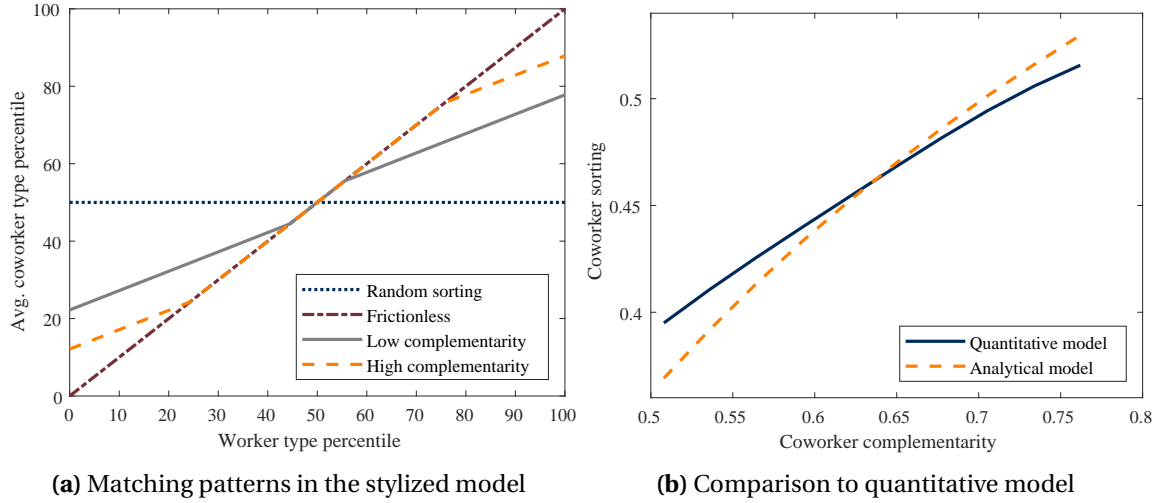 100
80
60
40
20
0
Avg. coworker type percentile
Random sorting
Frictionless
Low complementarity
High complementarity
0 10 20 30 40 50 60 70 80 90 100
Worker type percentile
(a) Matching patterns in the stylized model
0.5
0.45
0.4
Coworker sorting
Quantitative model
Analytical model
0.5 0.55 0.6 0.65 0.7 0.75 0.8
Coworker complementarity
(b) Comparison to quantitative model